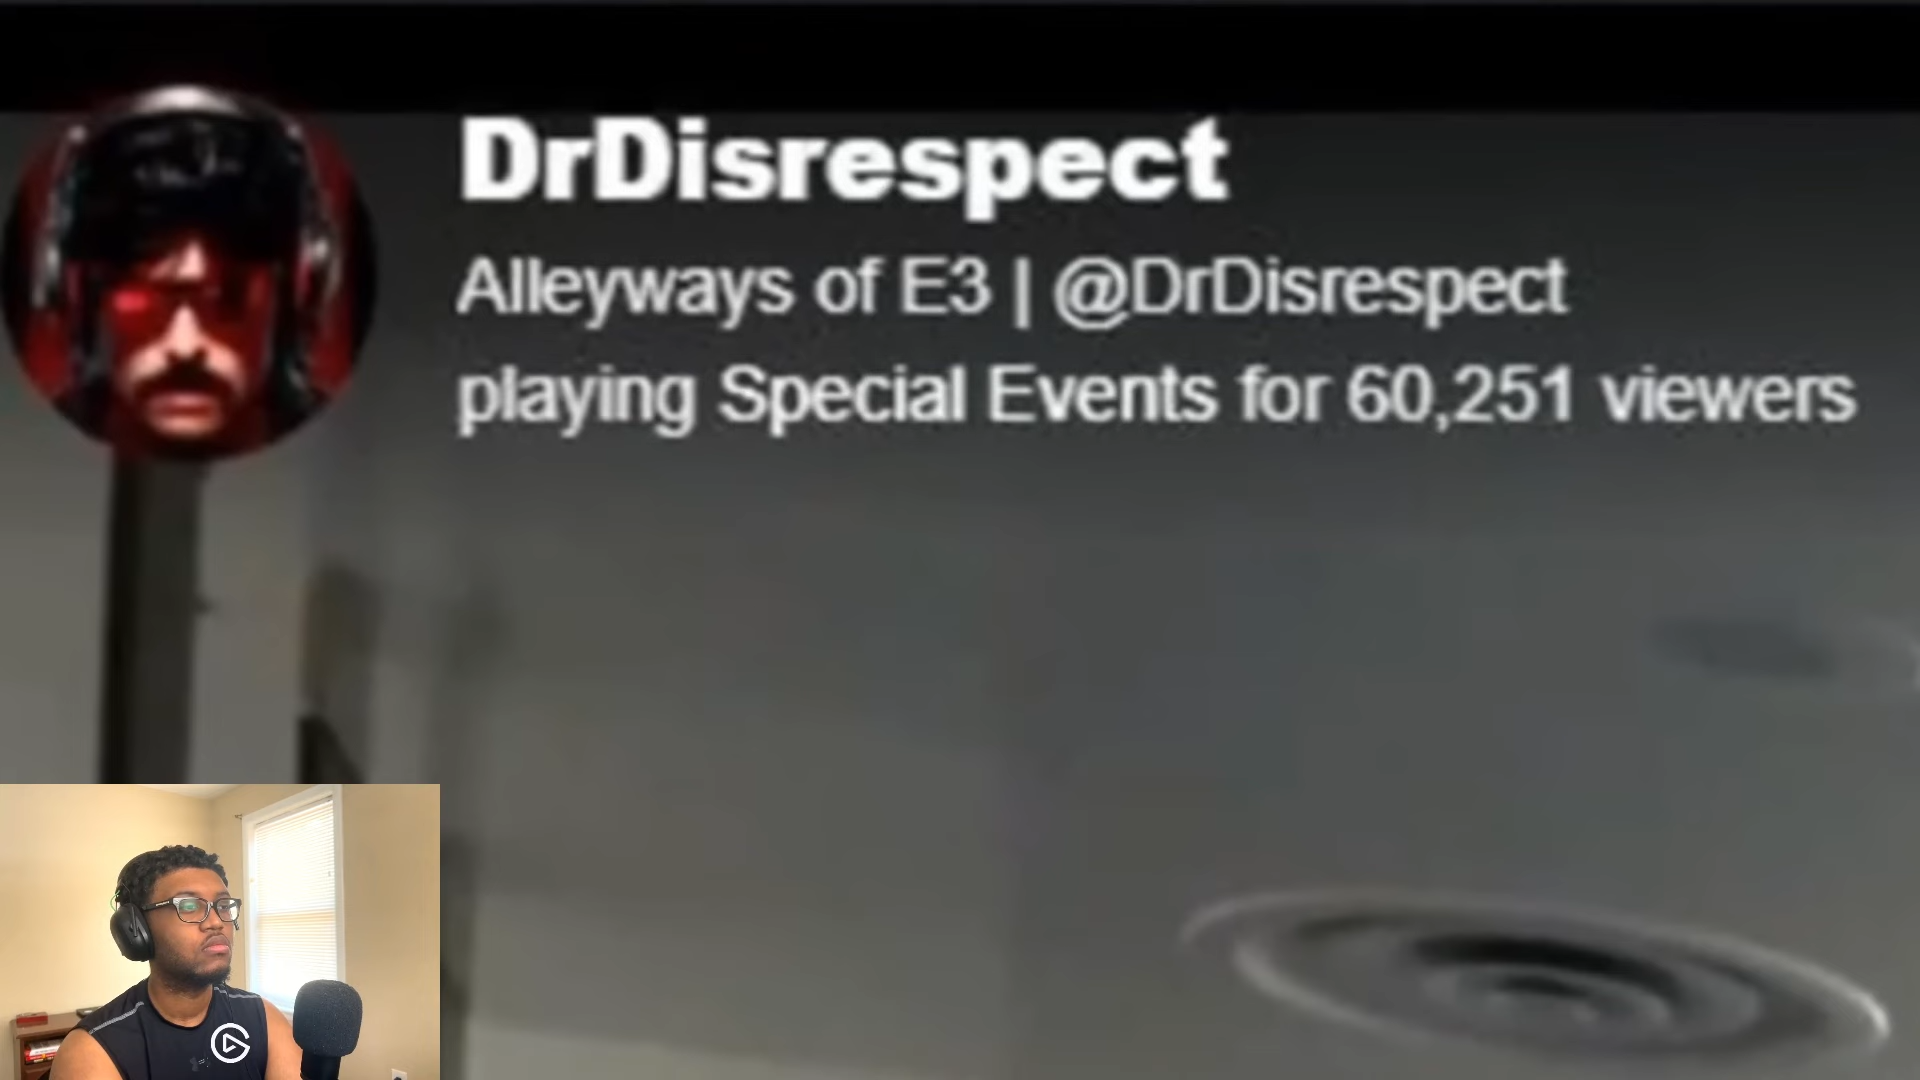 DrDisrespect
Alleyways of E3 | @DrDisrespect
playing Special Events for 60,251 viewers